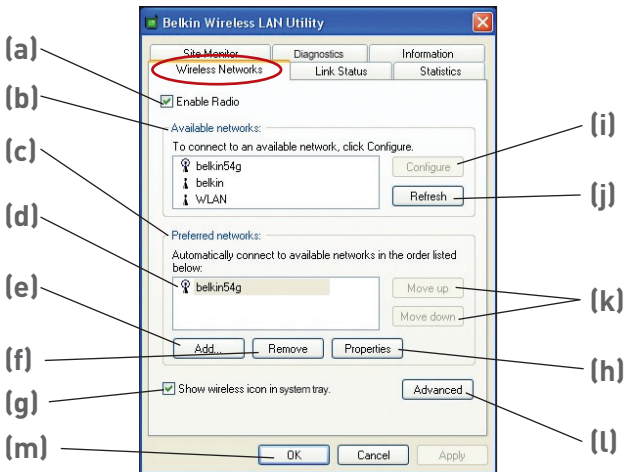 Belkin Wireless LAN Utility
Site Monitor Diagnostics Information
Wireless Networks Link Status Statistics
(a)
Enable Radio
(b)
Available networks:
To connect to an available network, click Configure.
(c)
belkin54g
belkin
WLAN
Configure
(i)
Refresh
(j)
Preferred networks:
Automatically connect to available networks in the order listed
below:
(d)
belkin54g
Move up
(k)
Move down
(e)
Add... Remove Properties
(f)
(h)
(g)
Show wireless icon in system tray.
Advanced
(l)
(m)
OK Cancel Apply